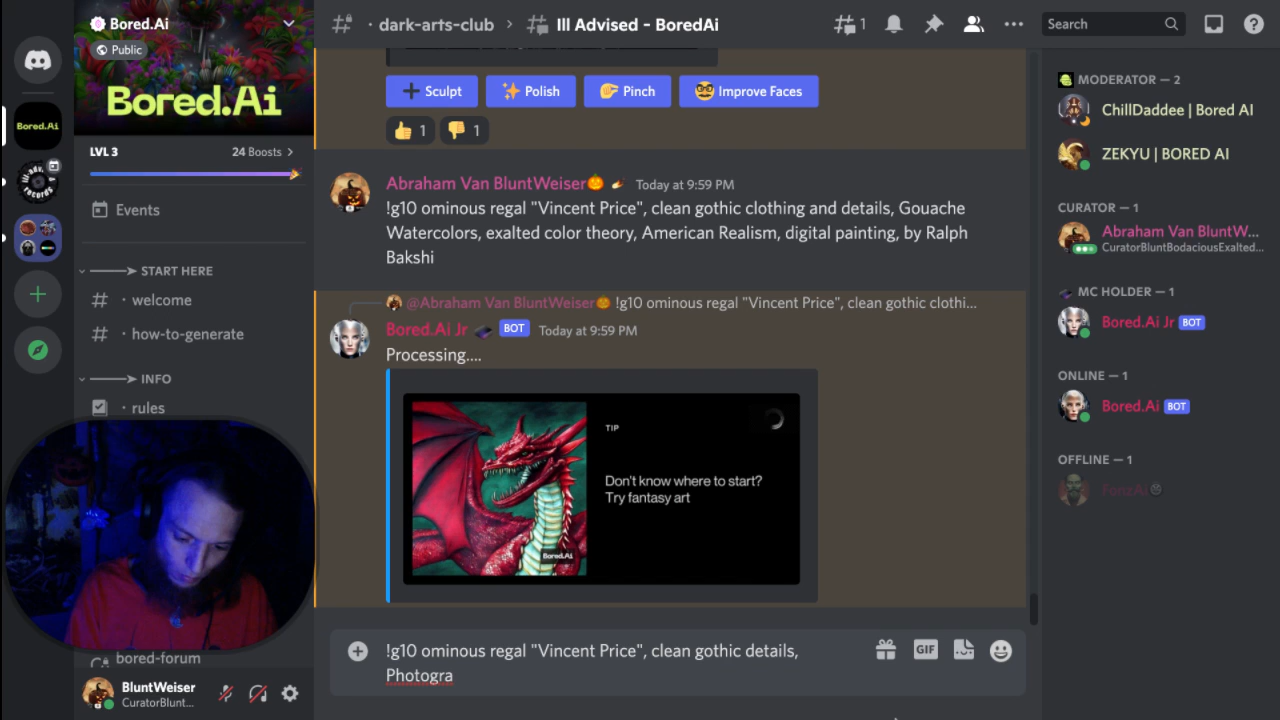 Bored.Ai
Public
Bored.Ai
LVL 3
24 Boosts
Events
START HERE
welcome
how-to-generate
INFO
rules
bored-forum
BluntWeiser
CuratorBlunt...
Bored.Ai
dark-arts-club
Ill Advised - BoredAi
1
Search
Sculpt
Polish
Pinch
Improve Faces
1
1
Abraham Van BluntWeiser Today at 9:59 PM
!g10 ominous regal "Vincent Price", clean gothic clothing and details, Gouache
Watercolors, exalted color theory, American Realism, digital painting, by Ralph
Bakshi
@Abraham Van BluntWeiser !g10 ominous regal "Vincent Price", clean gothic clothi...
Bored.Ai Jr BOT Today at 9:59 PM
Processing....
TIP
Don't know where to start?
Try fantasy art
Bored.Ai
!g10 ominous regal "Vincent Price", clean gothic details,
Photogra
GIF
MODERATOR — 2
ChillDaddee | Bored AI
ZEKYU | BORED AI
CURATOR — 1
Abraham Van BluntW...
CuratorBluntBodaciousExalted...
MC HOLDER — 1
Bored.Ai Jr BOT
ONLINE — 1
Bored.Ai BOT
OFFLINE — 1
FonzAi